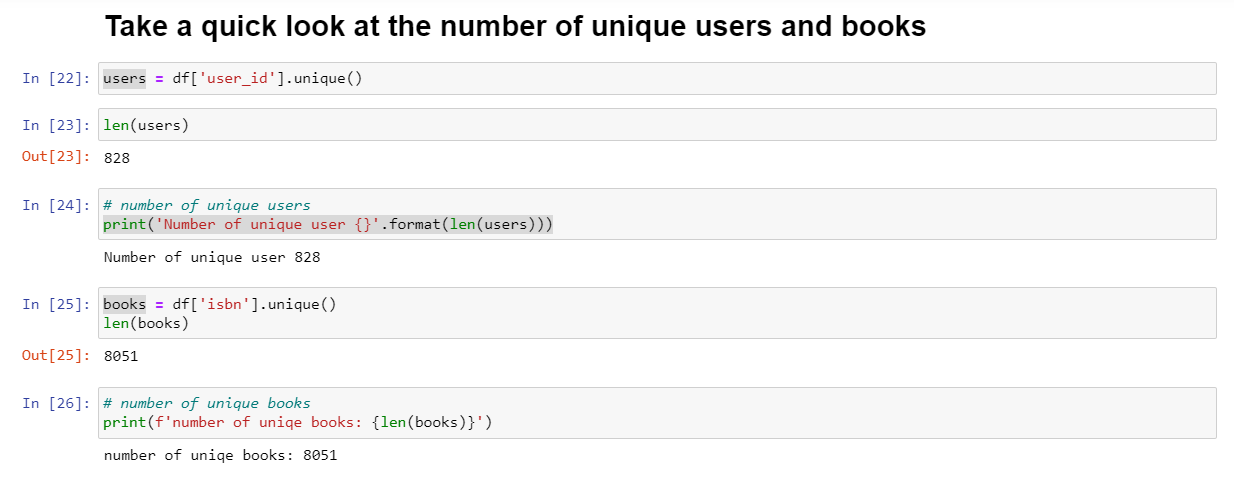 Take a quick look at the number of unique users and books
In [22]: users = df['user_id'].unique()
In [23]: len(users)
Out[23]: 828
In [24]: # number of unique users
print('Number of unique user {}'.format(len(users)))
Number of unique user 828
In [25]: books = df['isbn'].unique()
len(books)
Out[25]: 8051
In [26]: # number of unique books
print(f'number of uniqe books: {len(books)}')
number of uniqe books: 8051